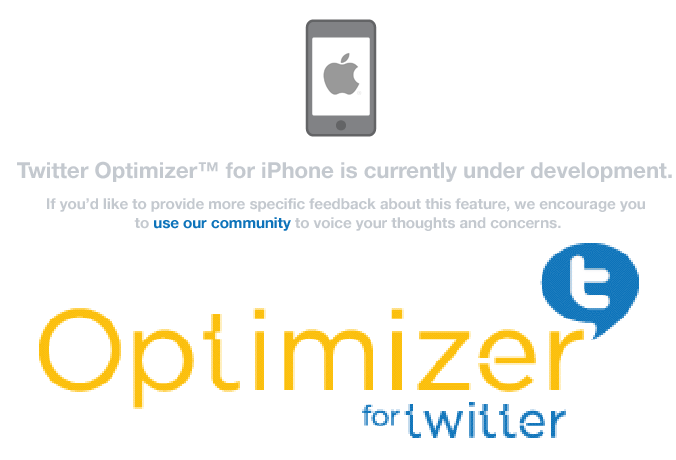 Twitter Optimizer™ for iPhone is currently under development.
If you'd like to provide more specific feedback about this feature, we encourage you
to use our community to voice your thoughts and concerns.
t
Optimizer
for twitter